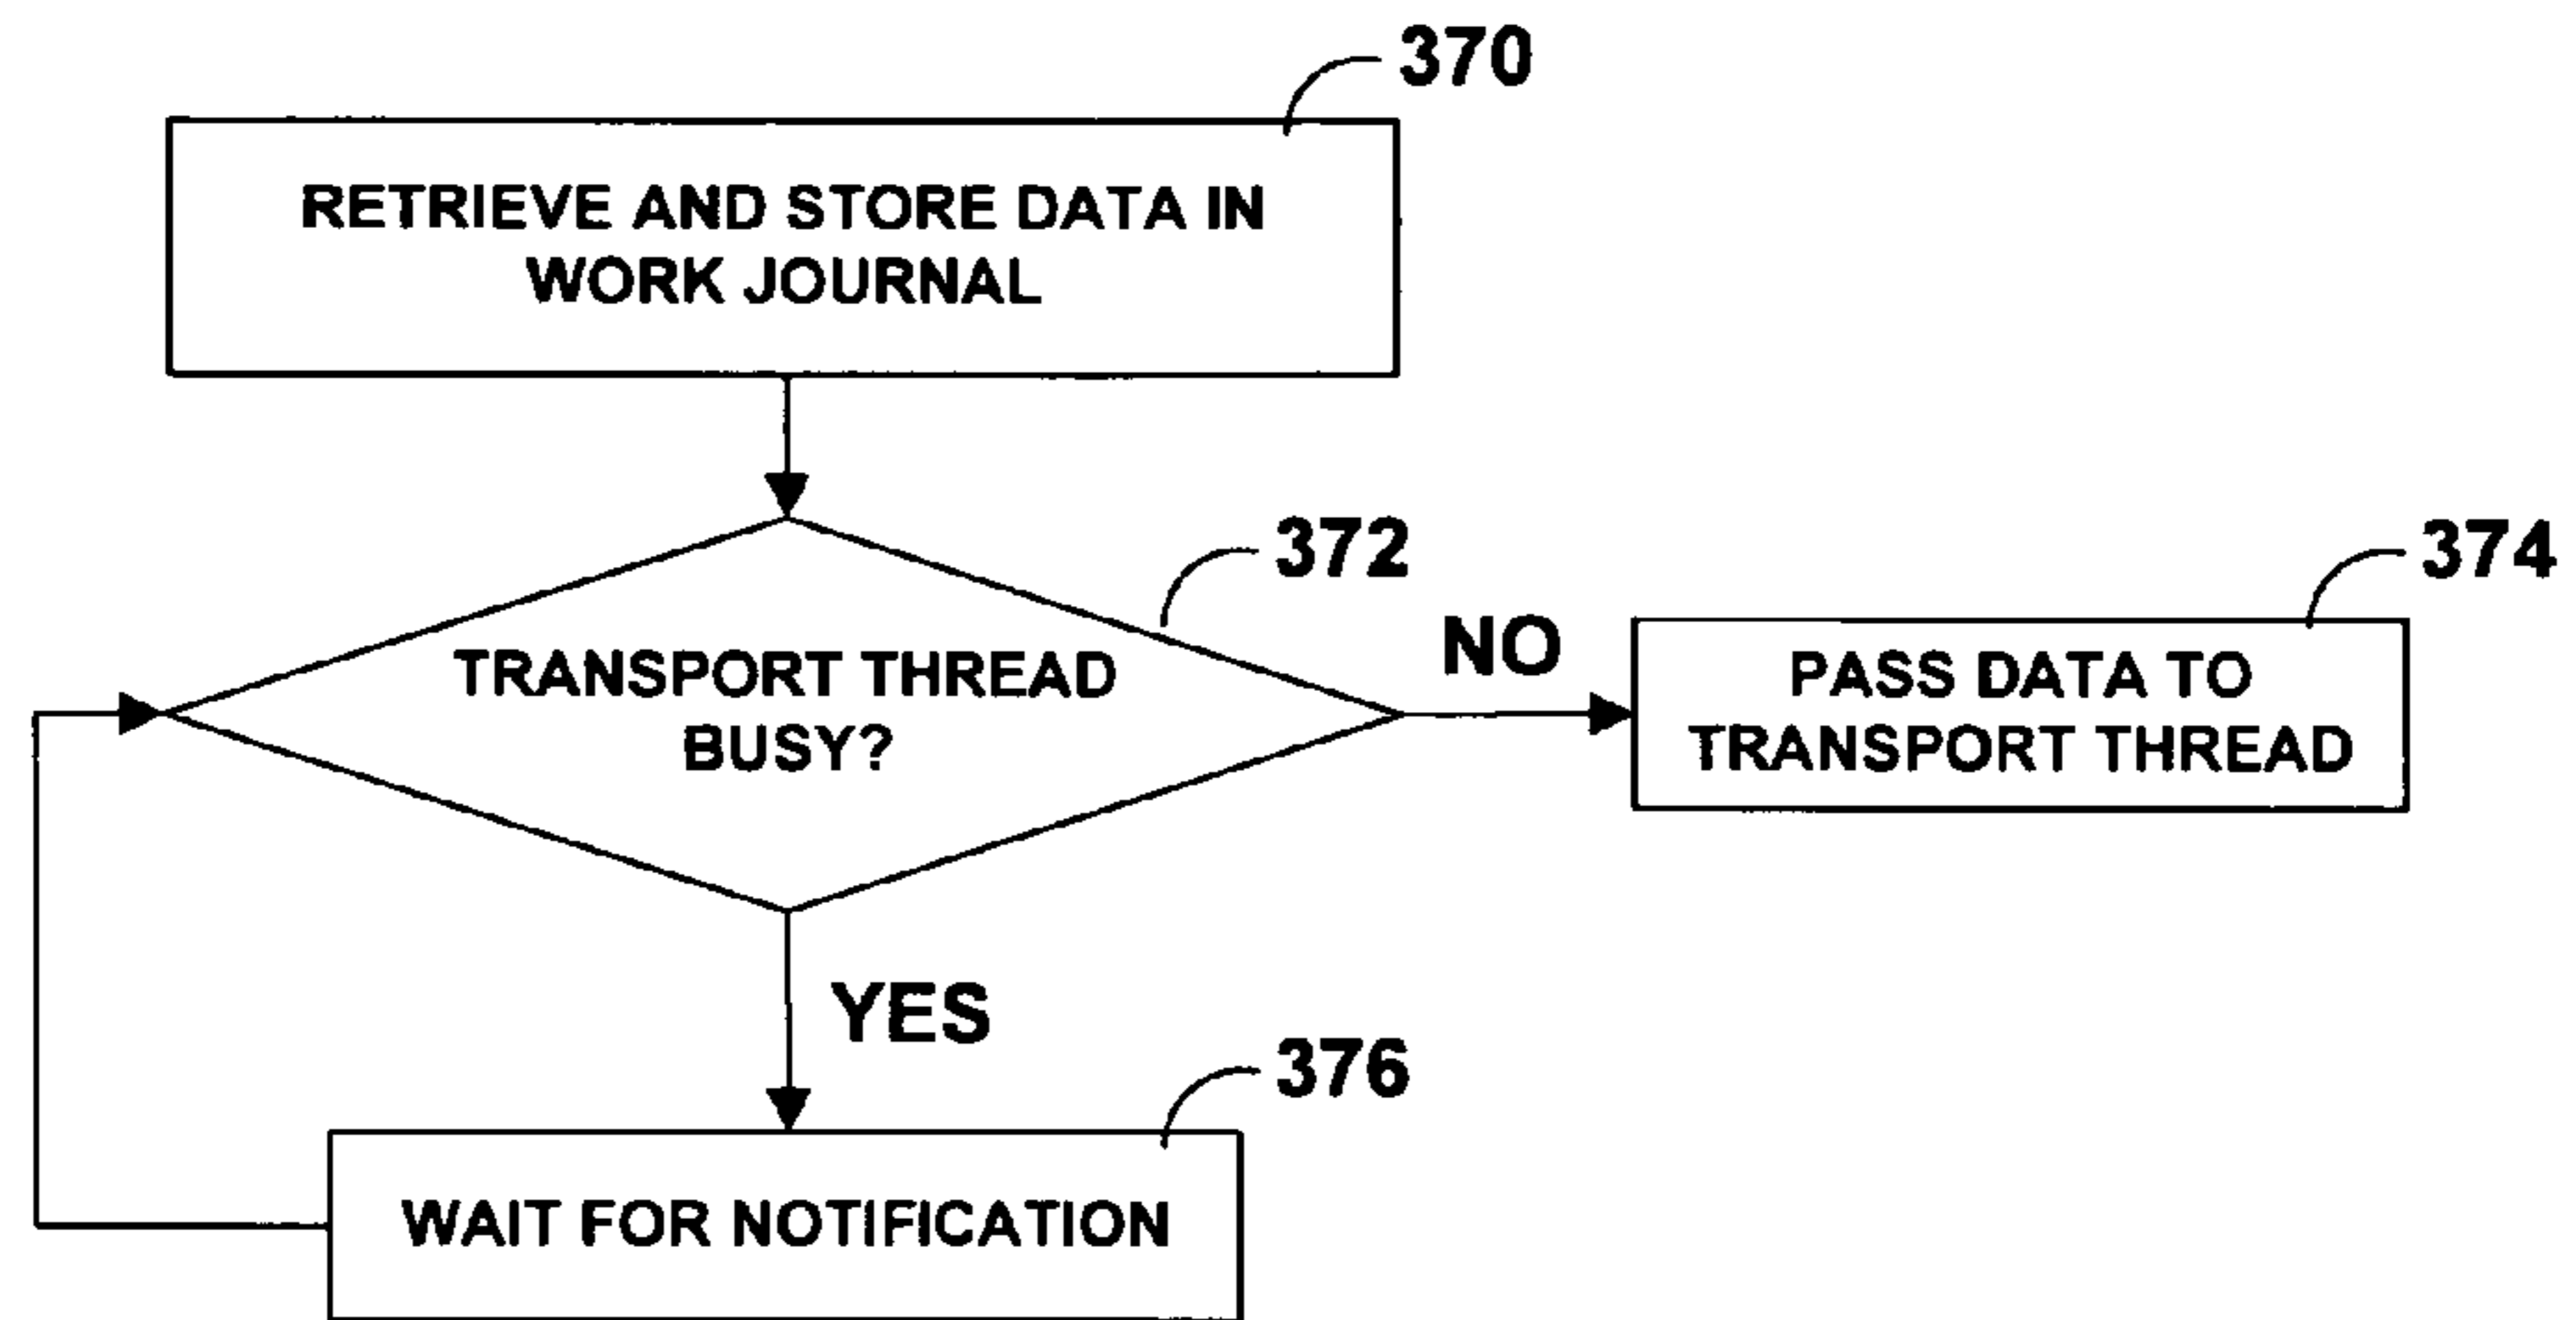 370
RETRIEVE AND STORE DATA IN
WORK JOURNAL
372
TRANSPORT THREAD
BUSY?
NO
374
PASS DATA TO
TRANSPORT THREAD
YES
376
WAIT FOR NOTIFICATION